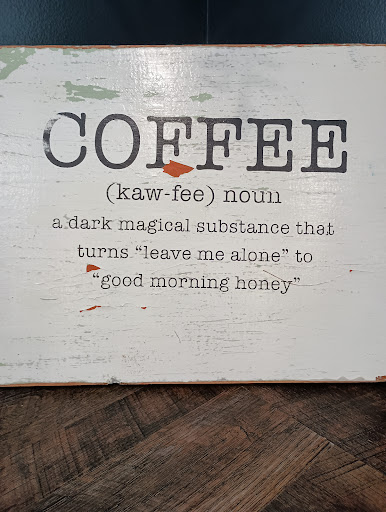 COFFEE
(kaw-fee) noun
a dark magical substance that
turns “leave me alone” to
“good morning honey”